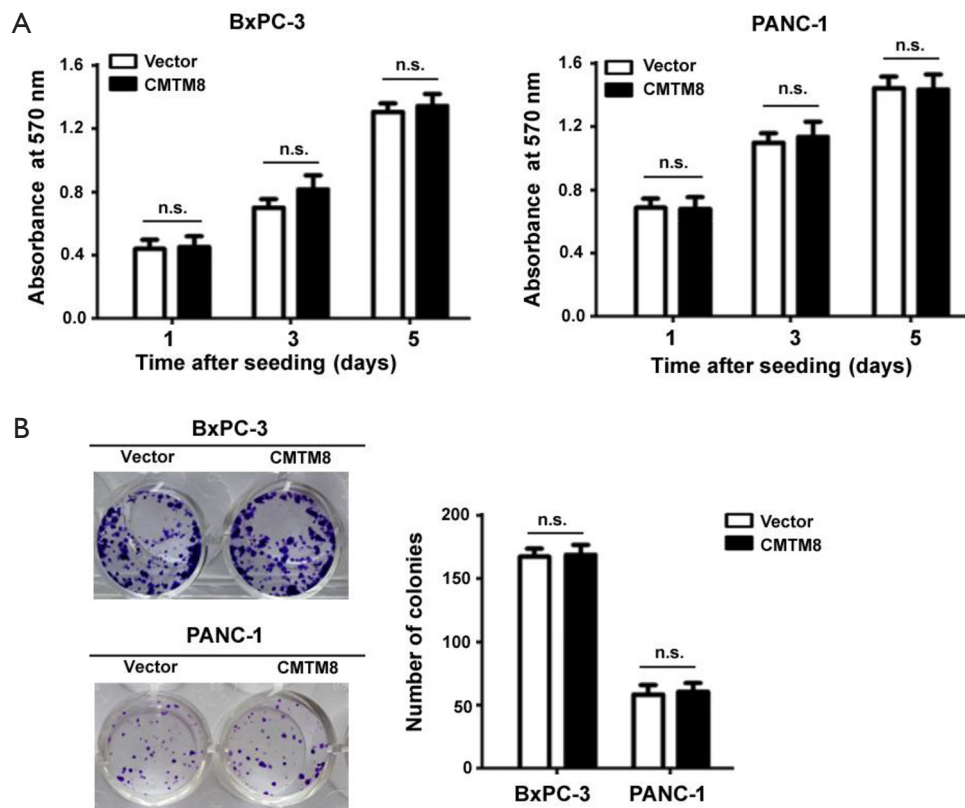 A
BxPC-3
Vector
CMTM8
Absorbance at 570 nm
1.6
1.2
0.8
0.4
0.0
n.s.
n.s.
n.s.
1
3
5
Time after seeding (days)
PANC-1
Vector
CMTM8
Absorbance at 570 nm
1.6
1.2
0.8
0.4
0.0
n.s.
n.s.
n.s.
1
3
5
Time after seeding (days)
B
BxPC-3
Vector CMTM8
PANC-1
Vector CMTM8
Number of colonies
200
150
100
50
0
n.s.
n.s.
Vector
CMTM8
BxPC-3 PANC-1